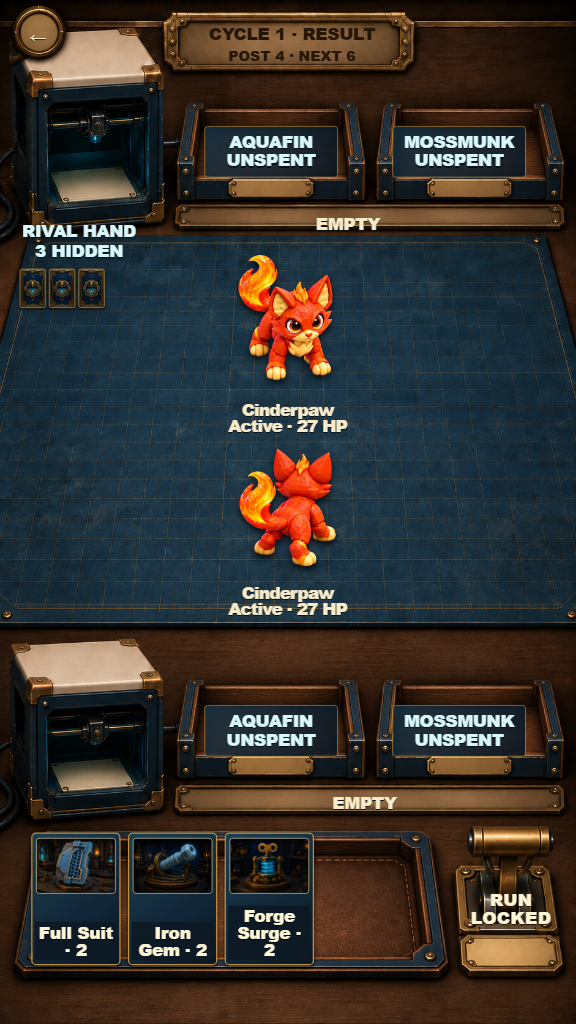 ←
CYCLE 1 · RESULT
POST 4 · NEXT 6
AQUAFIN
UNSPENT
MOSSMUNK
UNSPENT
EMPTY
RIVAL HAND
3 HIDDEN
Cinderpaw
Active · 27 HP
Cinderpaw
Active · 27 HP
AQUAFIN
UNSPENT
MOSSMUNK
UNSPENT
EMPTY
Full Suit
· 2
Iron
Gem · 2
Forge
Surge ·
2
RUN
LOCKED